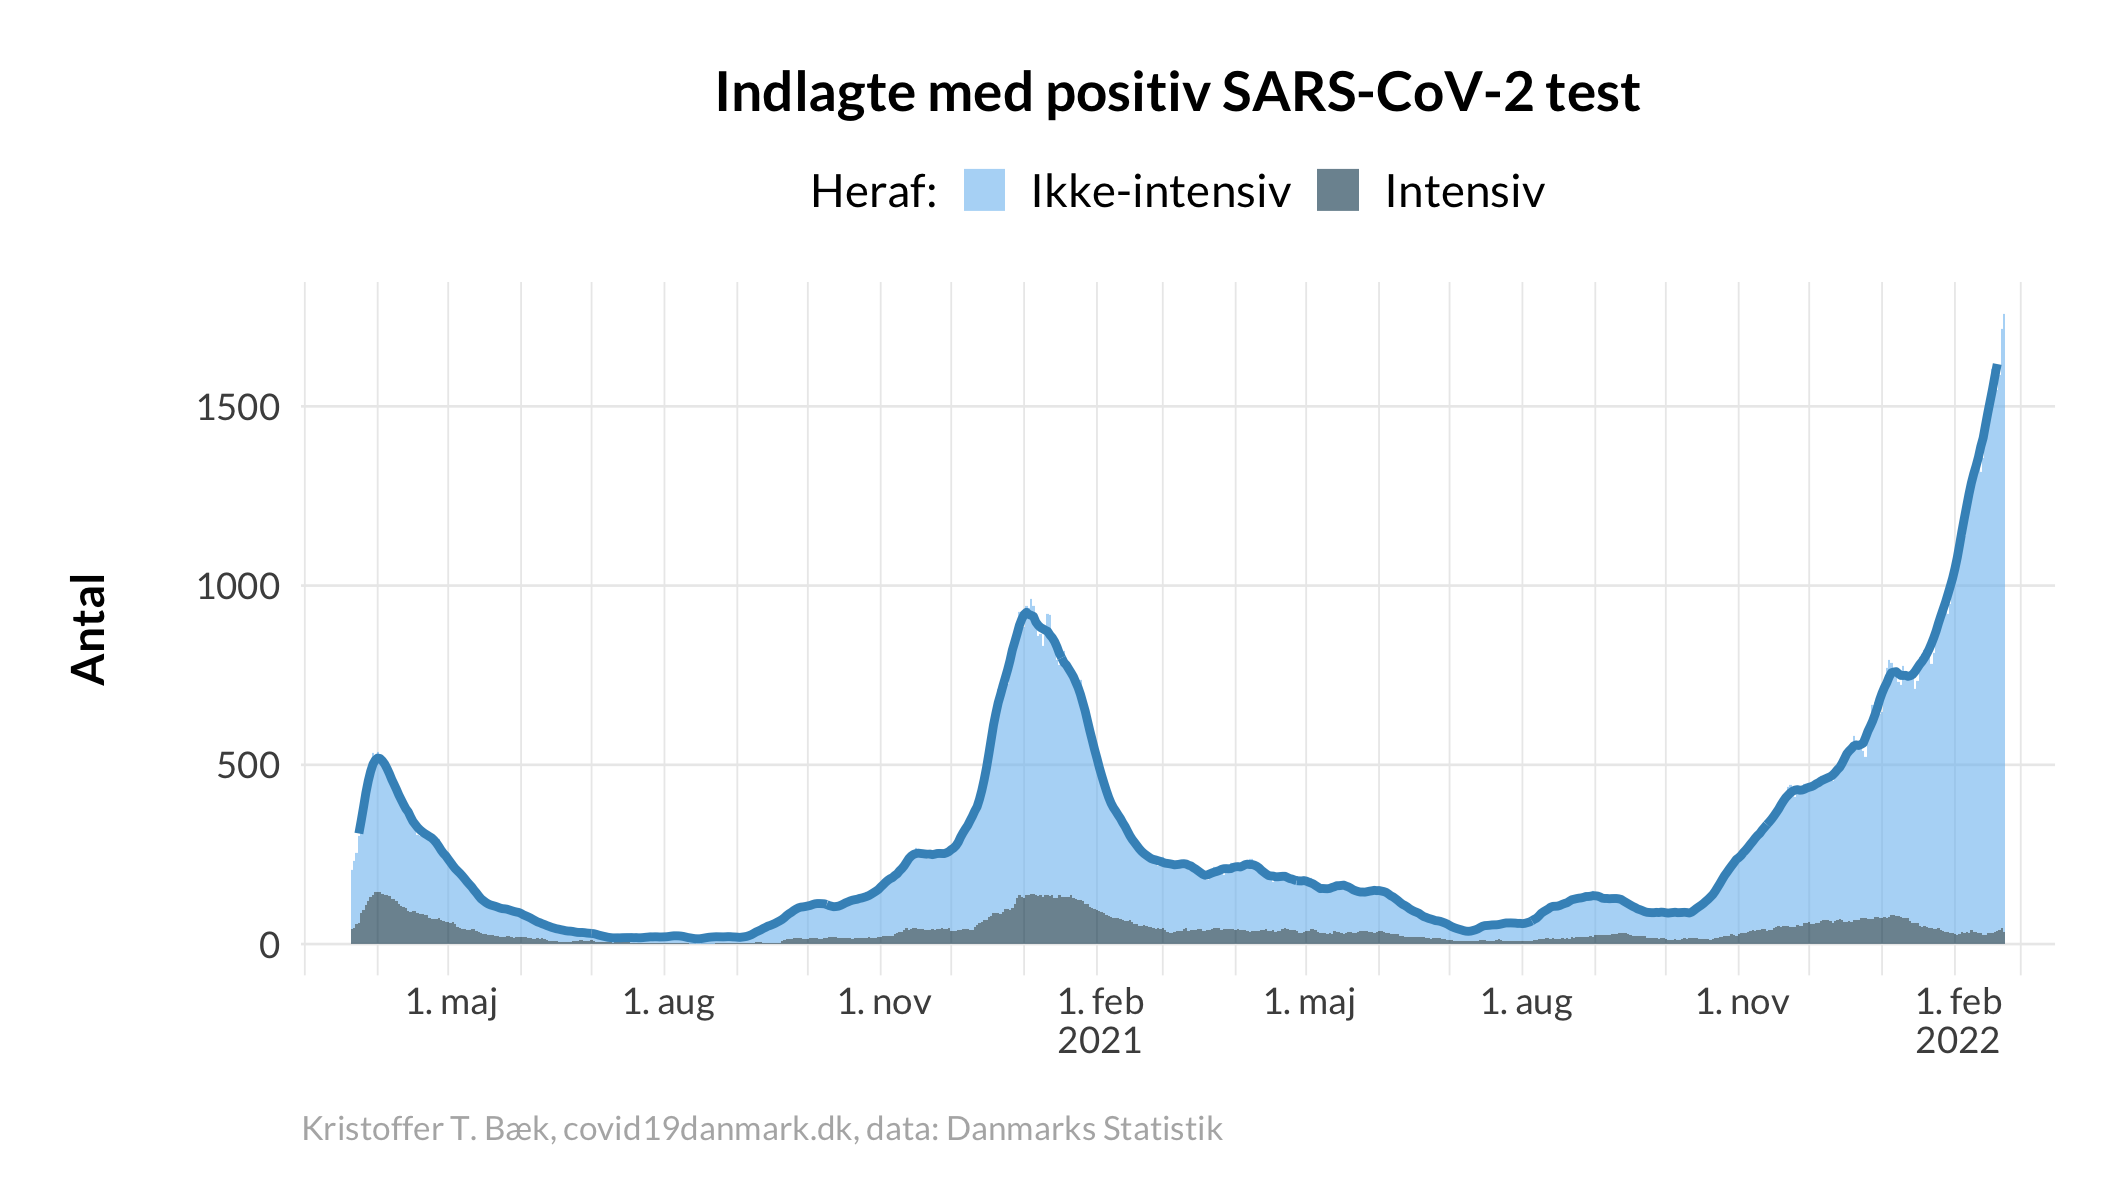 Indlagte med positiv SARS-CoV-2 test
Heraf: Ikke-intensiv Intensiv
Antal
1500
1000
500
0
1. maj 1. aug 1. nov 1. feb 1. maj 1. aug 1. nov 1. feb
2021 2022
Kristoffer T. Bæk, covid19danmark.dk, data: Danmarks Statistik